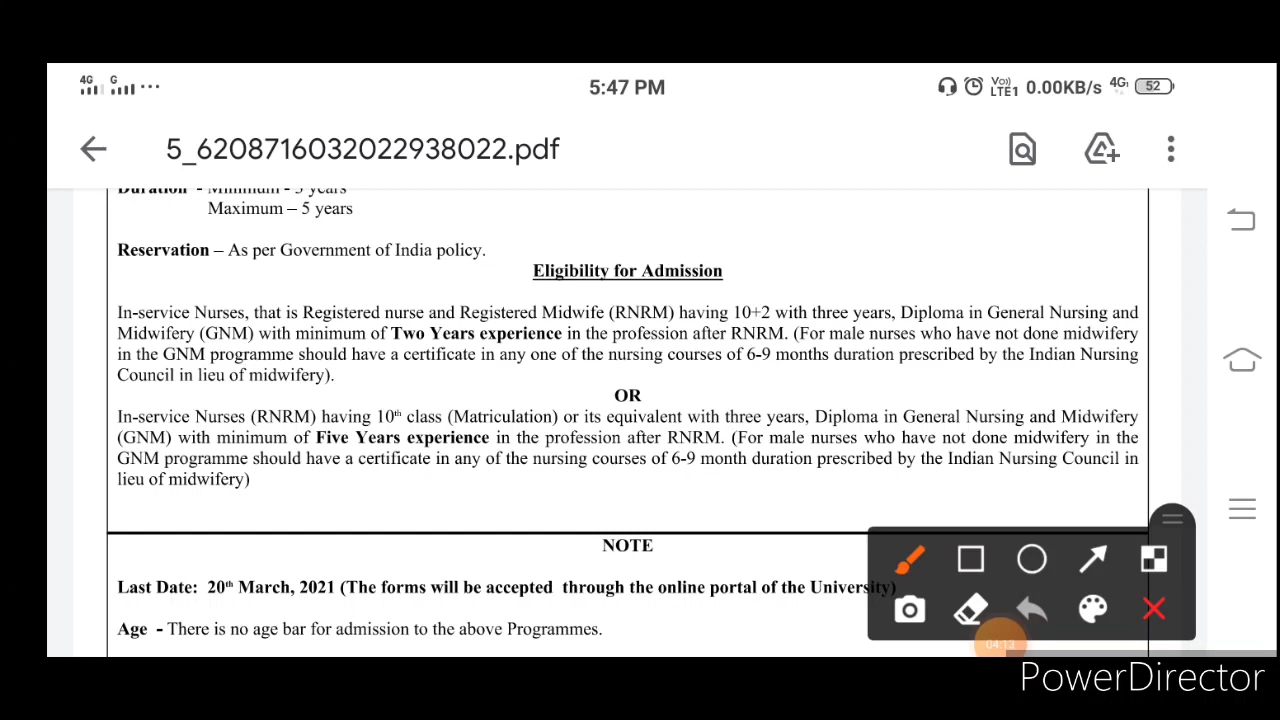 4G G ...
5:47 PM
Vo)) LTE1 0.00KB/s 4G 52
5_6208716032022938022.pdf
Duration - Minimum - 3 years
Maximum – 5 years
Reservation – As per Government of India policy.
Eligibility for Admission
In-service Nurses, that is Registered nurse and Registered Midwife (RNRM) having 10+2 with three years, Diploma in General Nursing and
Midwifery (GNM) with minimum of Two Years experience in the profession after RNRM. (For male nurses who have not done midwifery
in the GNM programme should have a certificate in any one of the nursing courses of 6-9 months duration prescribed by the Indian Nursing
Council in lieu of midwifery).
OR
In-service Nurses (RNRM) having 10th class (Matriculation) or its equivalent with three years, Diploma in General Nursing and Midwifery
(GNM) with minimum of Five Years experience in the profession after RNRM. (For male nurses who have not done midwifery in the
GNM programme should have a certificate in any of the nursing courses of 6-9 month duration prescribed by the Indian Nursing Council in
lieu of midwifery)
NOTE
Last Date: 20th March, 2021 (The forms will be accepted through the online portal of the University)
Age - There is no age bar for admission to the above Programmes.
04:13
PowerDirector